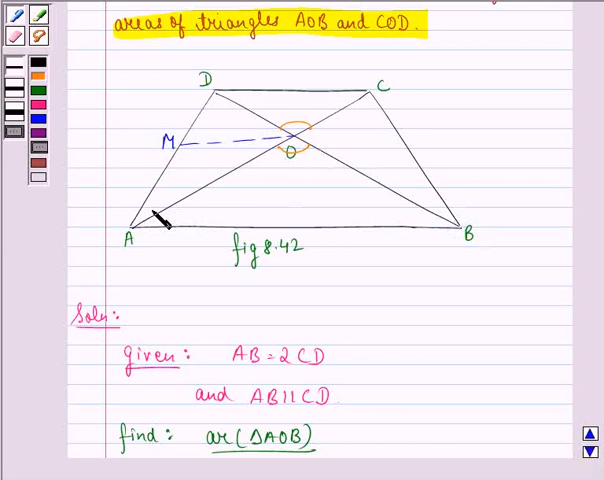 areas of triangles AOB and COD.
D
C
M
O
A
B
fig 8.42
Soln:
given: AB = 2CD
and AB||CD.
find: ar(ΔAOB)